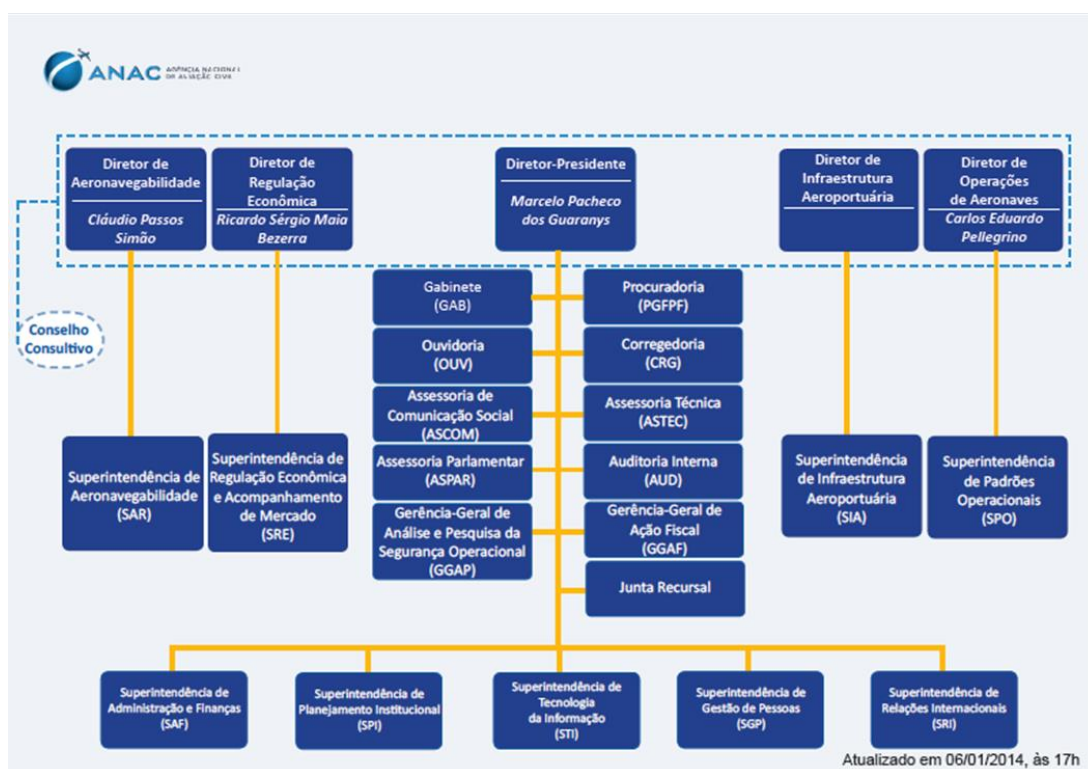 ANAC
AGÊNCIA NACIONAL
DE AVIAÇÃO CIVIL
Diretor de
Aeronavegabilidade
Cláudio Passos
Simão
Diretor de
Regulação
Econômica
Ricardo Sérgio Maia
Bezerra
Diretor-Presidente
Marcelo Pacheco
dos Guaranys
Diretor de
Infraestrutura
Aeroportuária
Diretor de
Operações
de Aeronaves
Carlos Eduardo
Pellegrino
Conselho
Consultivo
Gabinete
(GAB)
Procuradoria
(PGFPF)
Ouvidoria
(OUV)
Corregedoria
(CRG)
Assessoria de
Comunicação Social
(ASCOM)
Assessoria Técnica
(ASTEC)
Assessoria Parlamentar
(ASPAR)
Auditoria Interna
(AUD)
Gerência-Geral de
Análise e Pesquisa da
Segurança Operacional
(GGAP)
Gerência-Geral de
Ação Fiscal
(GGAF)
Junta Recursal
Superintendência de
Aeronavegabilidade
(SAR)
Superintendência de
Regulação Econômica
e Acompanhamento
de Mercado
(SRE)
Superintendência
de Infraestrutura
Aeroportuária
(SIA)
Superintendência
de Padrões
Operacionais
(SPO)
Superintendência de
Administração e Finanças
(SAF)
Superintendência de
Planejamento Institucional
(SPI)
Superintendência de
Tecnologia
da Informação
(STI)
Superintendência de
Gestão de Pessoas
(SGP)
Superintendência de
Relações Internacionais
(SRI)
Atualizado em 06/01/2014, às 17h